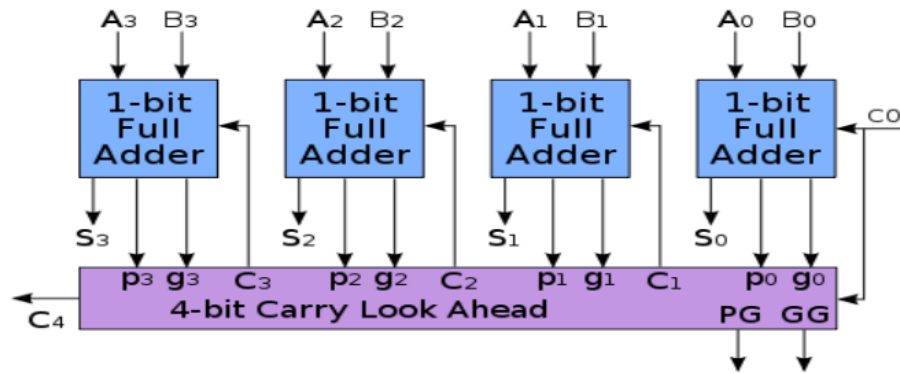 A3 B3 A2 B2 A1 B1 A0 B0
1-bit Full Adder
1-bit Full Adder
1-bit Full Adder
1-bit Full Adder
C0
S3 S2 S1 S0
p3 g3 C3 p2 g2 C2 p1 g1 C1 p0 g0
4-bit Carry Look Ahead
PG GG
C4